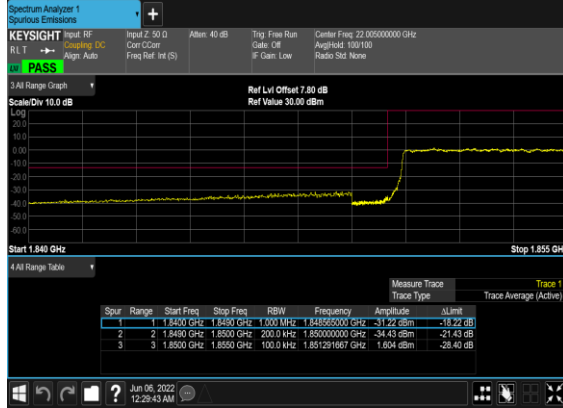 Spectrum Analyzer 1
Spurious Emissions
+
KEYSIGHT Input: RF Input Z: 50 Ω Atten: 40 dB Trig: Free Run Center Freq: 22.005000000 GHz
RLT Coupling: DC Corr CCorr Gate: Off Avg|Hold: 100/100
Align: Auto Freq Ref: Int (S) IF Gain: Low Radio Std: None
PASS
3 All Range Graph
Ref Lvl Offset 7.80 dB
Scale/Div 10.0 dB Ref Value 30.00 dBm
Log
20.0
10.0
0.00
-10.0
-20.0
-30.0
-40.0
-50.0
-60.0
Start 1.840 GHz Stop 1.855 GH
4 All Range Table
Measure Trace Trace 1
Trace Type Trace Average (Active)
Spur Range Start Freq Stop Freq RBW Frequency Amplitude ΔLimit
1 1 1.8400 GHz 1.8490 GHz 1.000 MHz 1.848565000 GHz -31.22 dBm -18.22 dB
2 2 1.8490 GHz 1.8500 GHz 200.0 kHz 1.850000000 GHz -34.43 dBm -21.43 dB
3 3 1.8500 GHz 1.8550 GHz 100.0 kHz 1.851291667 GHz 1.604 dBm -28.40 dB
? Jun 06, 2022
12:29:43 AM